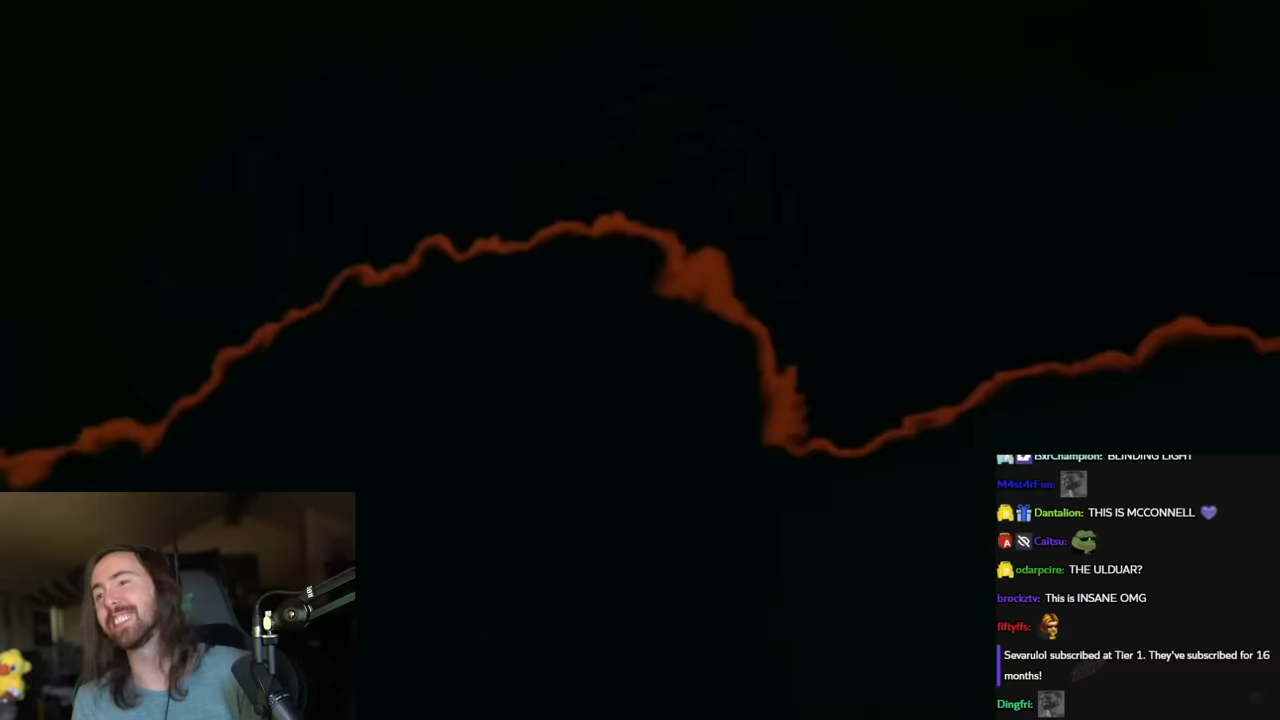 BxrChampion: BLINDING LIGHT
M4st4rFun:
Dantalion: THIS IS MCCONNELL
Caitsu:
odarpcire: THE ULDUAR?
brockztv: This is INSANE OMG
fiftyffs:
Sevarulol subscribed at Tier 1. They've subscribed for 16
months!
Dingfri: